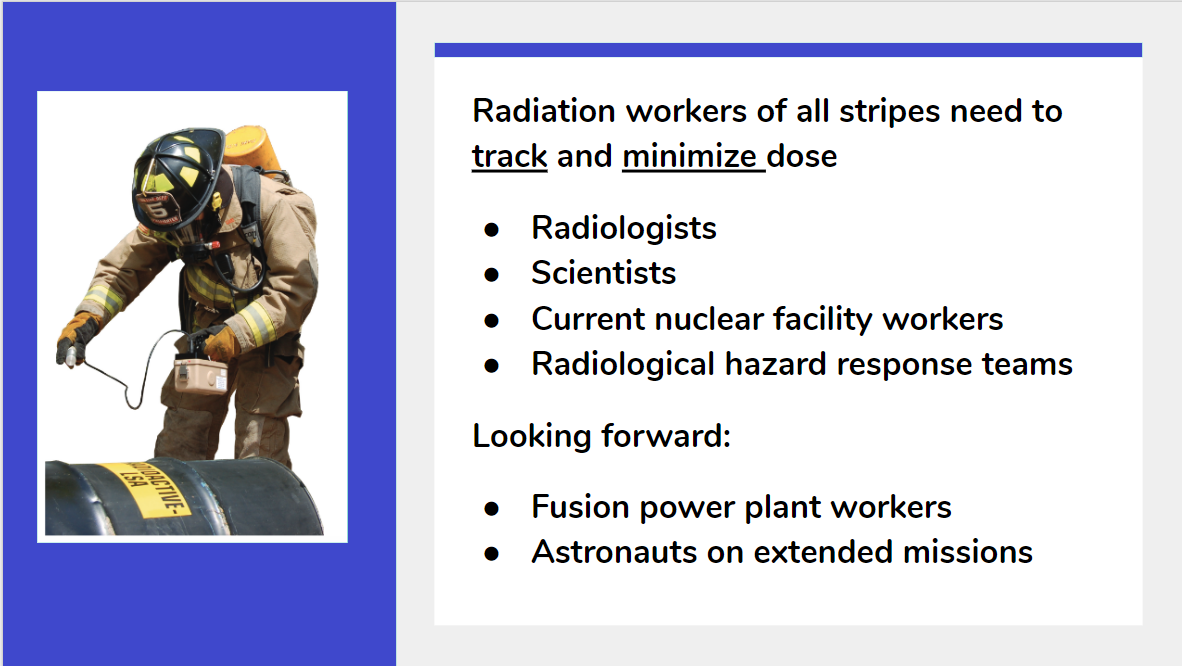 Radiation workers of all stripes need to
track and minimize dose
● Radiologists
● Scientists
● Current nuclear facility workers
● Radiological hazard response teams
Looking forward:
● Fusion power plant workers
● Astronauts on extended missions
5
RADIOACTIVE-
LSA